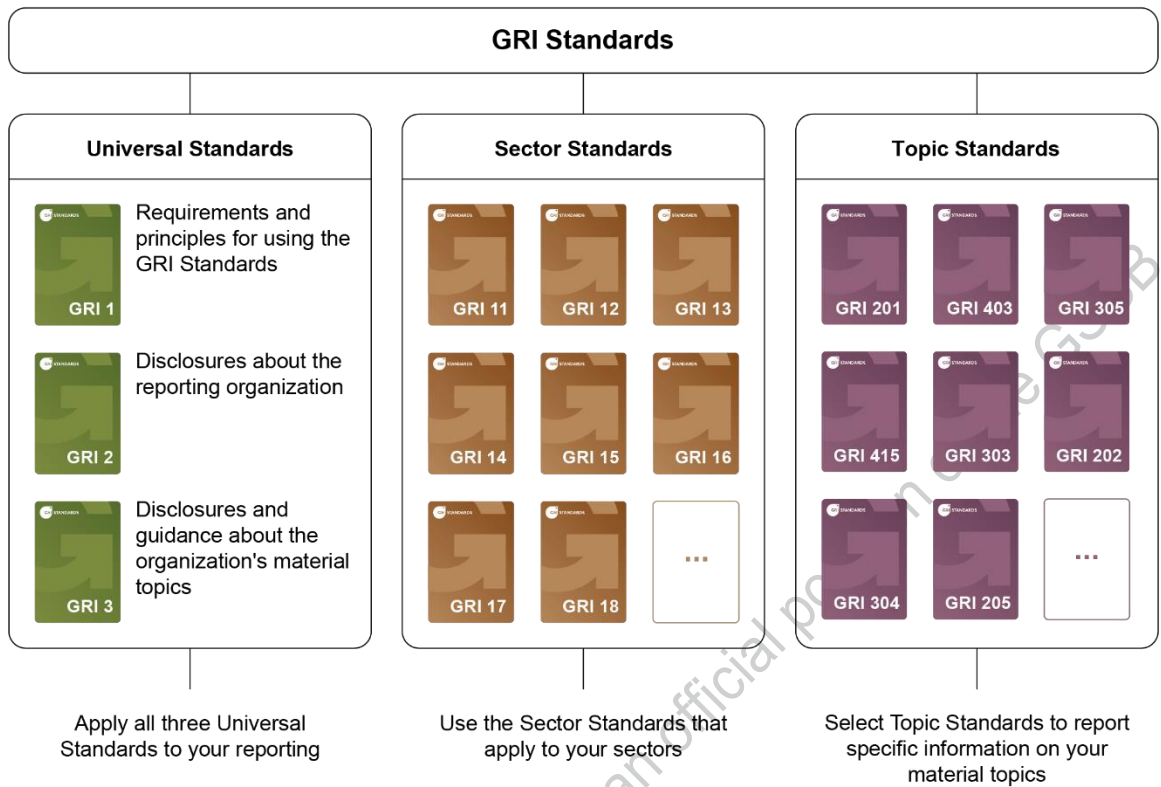 GRI Standards
Universal Standards
Requirements and
principles for using the
GRI Standards
GRI 1
Disclosures about the
reporting organization
GRI 2
Disclosures and
guidance about the
organization's material
topics
GRI 3
Apply all three Universal
Standards to your reporting
Sector Standards
GRI 11 GRI 12 GRI 13
GRI 14 GRI 15 GRI 16
GRI 17 GRI 18 ...
Use the Sector Standards that
apply to your sectors
Topic Standards
GRI 201 GRI 403 GRI 305
GRI 415 GRI 303 GRI 202
GRI 304 GRI 205 ...
Select Topic Standards to report
specific information on your
material topics
an official